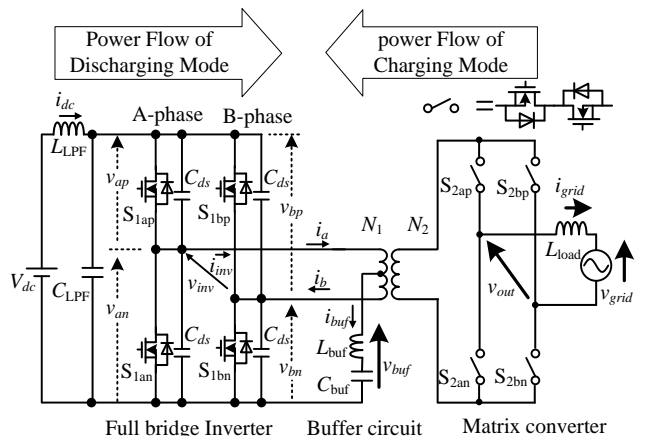 Power Flow of
Discharging Mode
power Flow of
Charging Mode
i_dc
A-phase
B-phase
=
L_LPF
v_ap
C_ds
C_ds
S_1ap
S_1bp
v_bp
N_1
N_2
S_2ap
S_2bp
i_grid
i_a
i_inv
V_dc
C_LPF
v_an
v_inv
i_b
L_load
v_out
v_grid
i_buf
C_ds
C_ds
S_1an
S_1bn
v_bn
L_buf
C_buf
v_buf
S_2an
S_2bn
Full bridge Inverter
Buffer circuit
Matrix converter